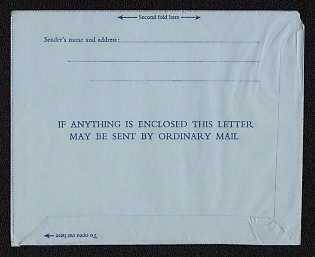 ← Second fold here →
Sender's name and address:
IF ANYTHING IS ENCLOSED THIS LETTER
MAY BE SENT BY ORDINARY MAIL
To open cut here →